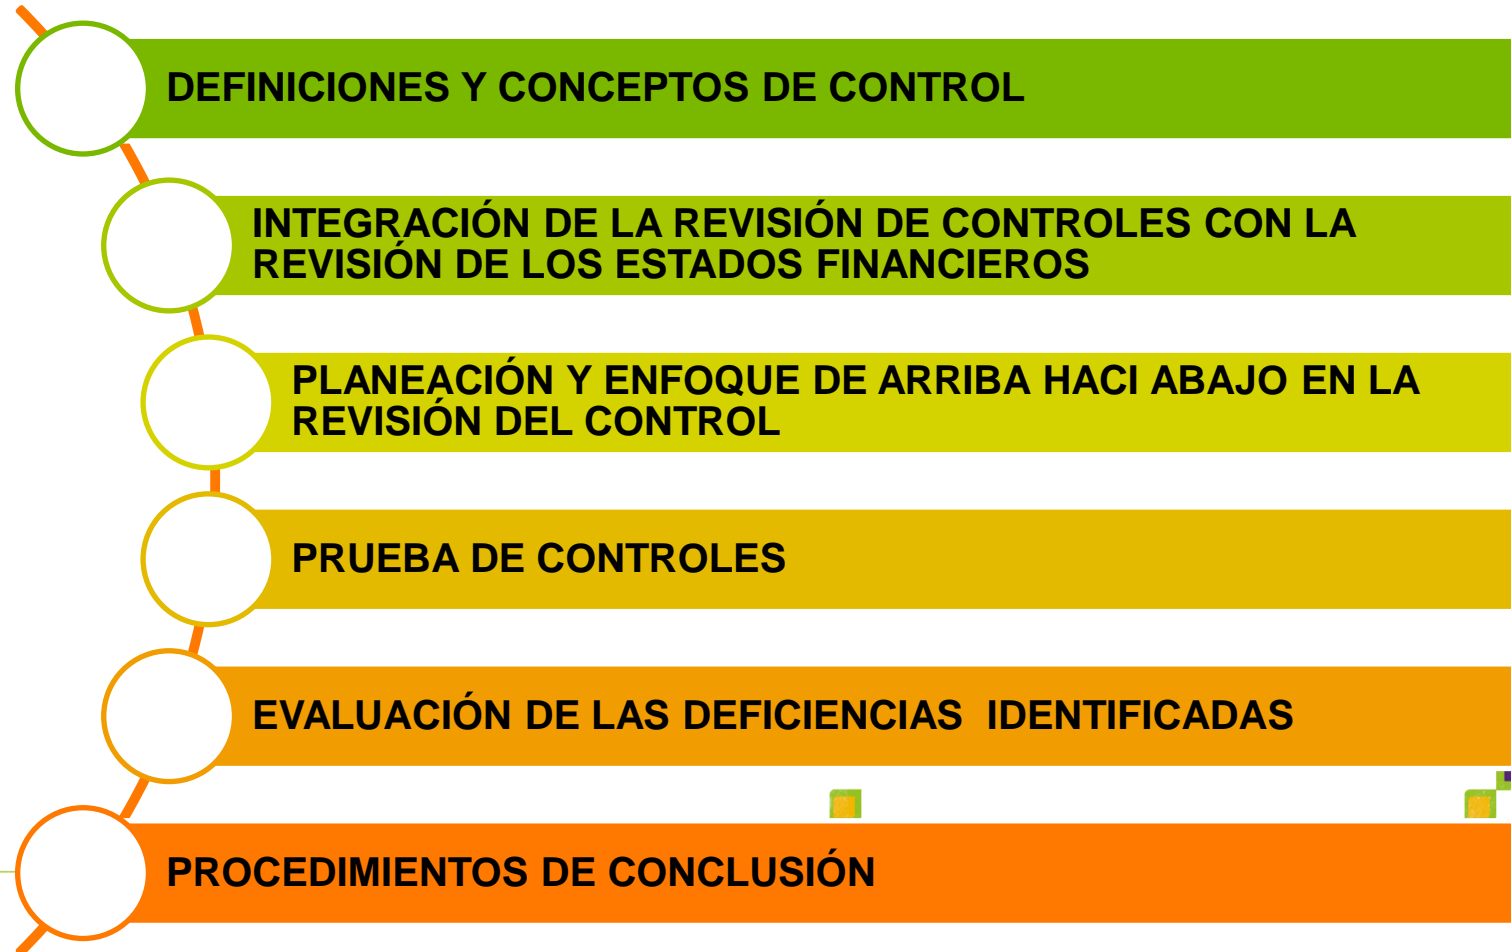 DEFINICIONES Y CONCEPTOS DE CONTROL
INTEGRACIÓN DE LA REVISIÓN DE CONTROLES CON LA
REVISIÓN DE LOS ESTADOS FINANCIEROS
PLANEACIÓN Y ENFOQUE DE ARRIBA HACI ABAJO EN LA
REVISIÓN DEL CONTROL
PRUEBA DE CONTROLES
EVALUACIÓN DE LAS DEFICIENCIAS IDENTIFICADAS
PROCEDIMIENTOS DE CONCLUSIÓN